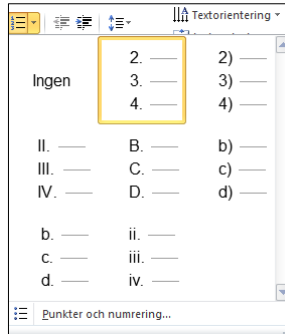 Textorientering
Ingen
2.
3.
4.
2)
3)
4)
II.
III.
IV.
B.
C.
D.
b)
c)
d)
b.
c.
d.
ii.
iii.
iv.
Punkter och numrering...